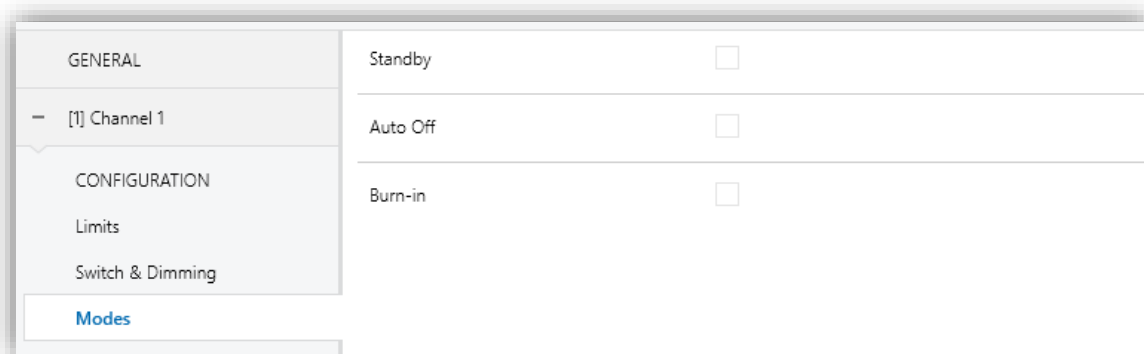 GENERAL
[1] Channel 1
CONFIGURATION
Limits
Switch & Dimming
Modes
Standby
Auto Off
Burn-in